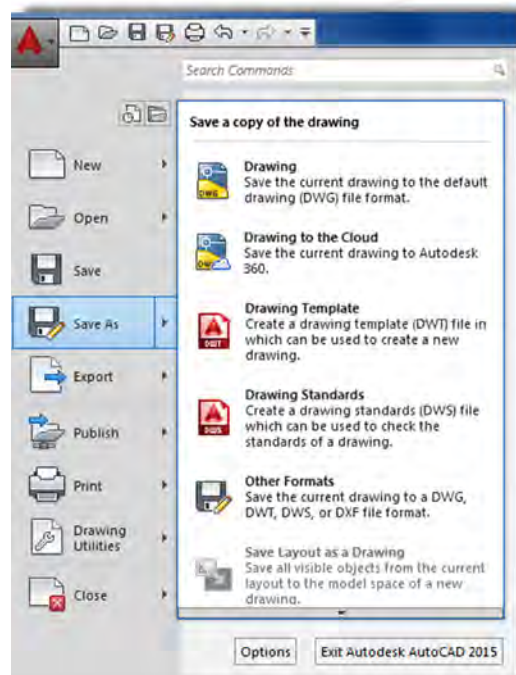 Search Commands
Save a copy of the drawing
New
Open
Save
Save As
Export
Publish
Print
Drawing
Utilities
Close
Drawing
Save the current drawing to the default
drawing (DWG) file format.
Drawing to the Cloud
Save the current drawing to Autodesk
360.
Drawing Template
Create a drawing template (DWT) file in
which can be used to create a new
drawing.
Drawing Standards
Create a drawing standards (DWS) file
which can be used to check the
standards of a drawing.
Other Formats
Save the current drawing to a DWG,
DWT, DWS, or DXF file format.
Save Layout as a Drawing
Save all visible objects from the current
layout to the model space of a new
drawing.
DWG
DWG
DWT
DWS
Options
Exit Autodesk AutoCAD 2015